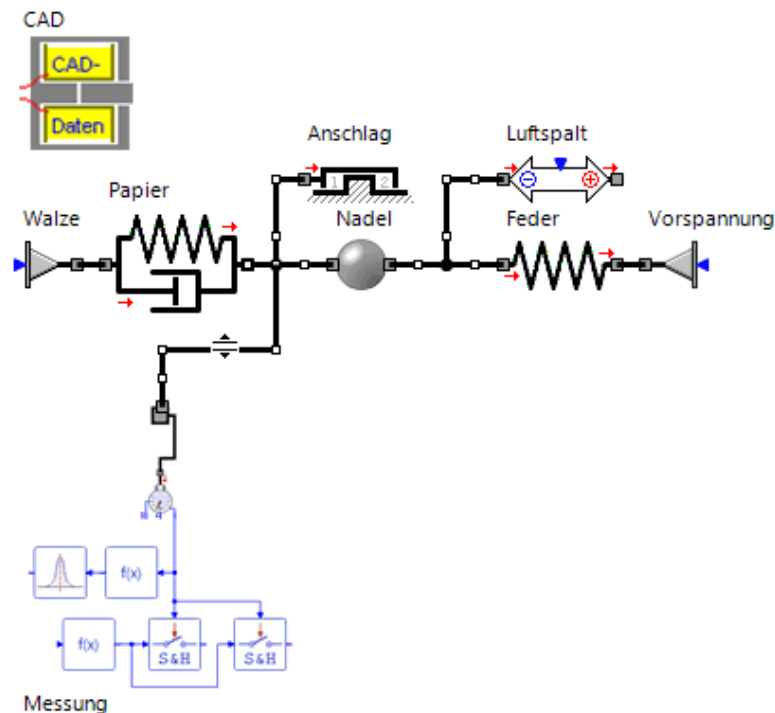 CAD
CAD-
Daten
Anschlag
Luftspalt
1 2
Papier
Walze
Nadel
Feder
Vorspannung
f(x)
f(x)
S&H
S&H
Messung